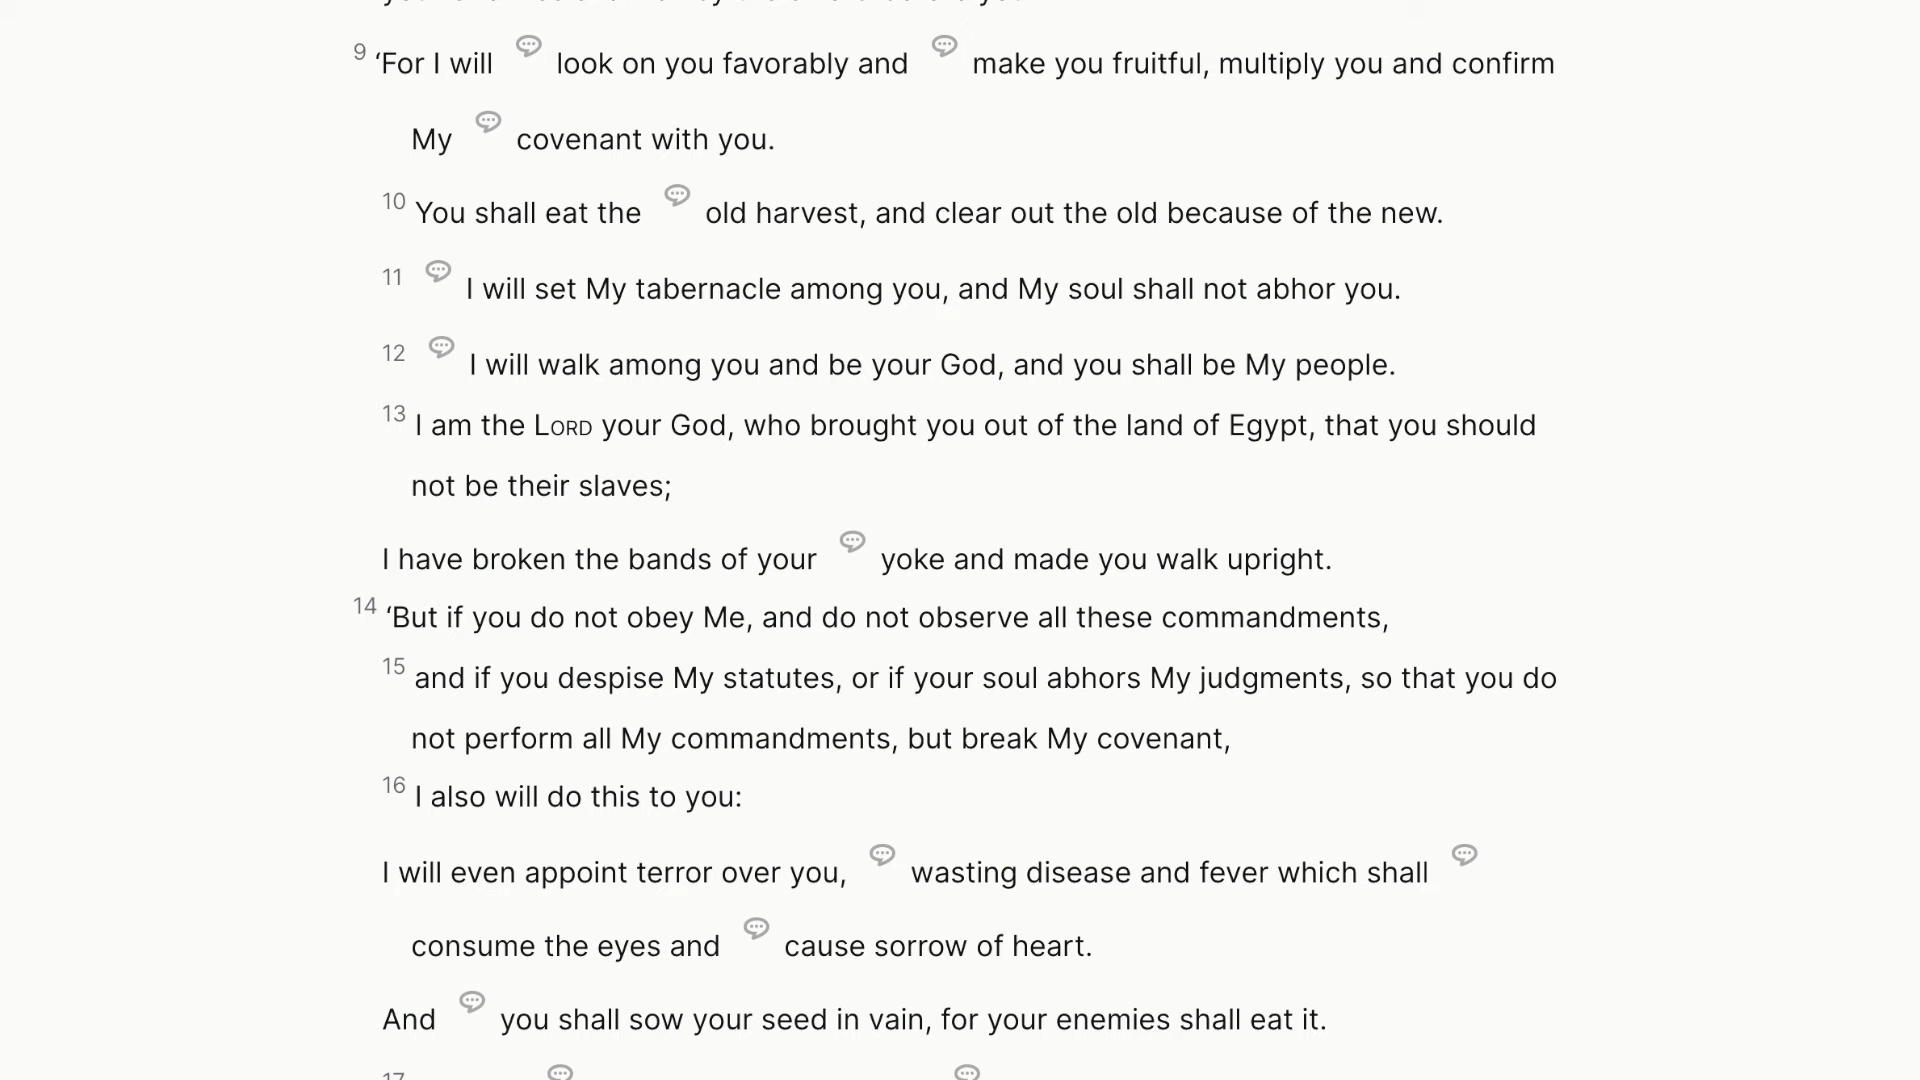 9 ‘For I will look on you favorably and make you fruitful, multiply you and confirm
My covenant with you.
10 You shall eat the old harvest, and clear out the old because of the new.
11 I will set My tabernacle among you, and My soul shall not abhor you.
12 I will walk among you and be your God, and you shall be My people.
13 I am the LORD your God, who brought you out of the land of Egypt, that you should
not be their slaves;
I have broken the bands of your yoke and made you walk upright.
14 ‘But if you do not obey Me, and do not observe all these commandments,
15 and if you despise My statutes, or if your soul abhors My judgments, so that you do
not perform all My commandments, but break My covenant,
16 I also will do this to you:
I will even appoint terror over you, wasting disease and fever which shall
consume the eyes and cause sorrow of heart.
And you shall sow your seed in vain, for your enemies shall eat it.
17